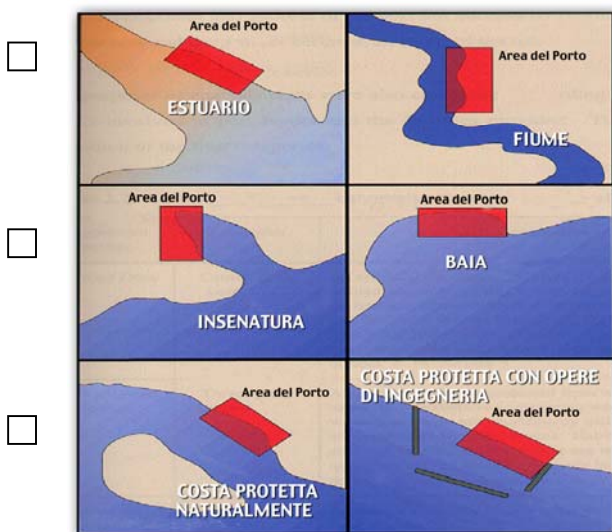 Area del Porto
ESTUARIO
Area del Porto
FIUME
Area del Porto
INSENATURA
Area del Porto
BAIA
Area del Porto
COSTA PROTETTA
NATURALMENTE
COSTA PROTETTA CON OPERE
DI INGEGNERIA
Area del Porto